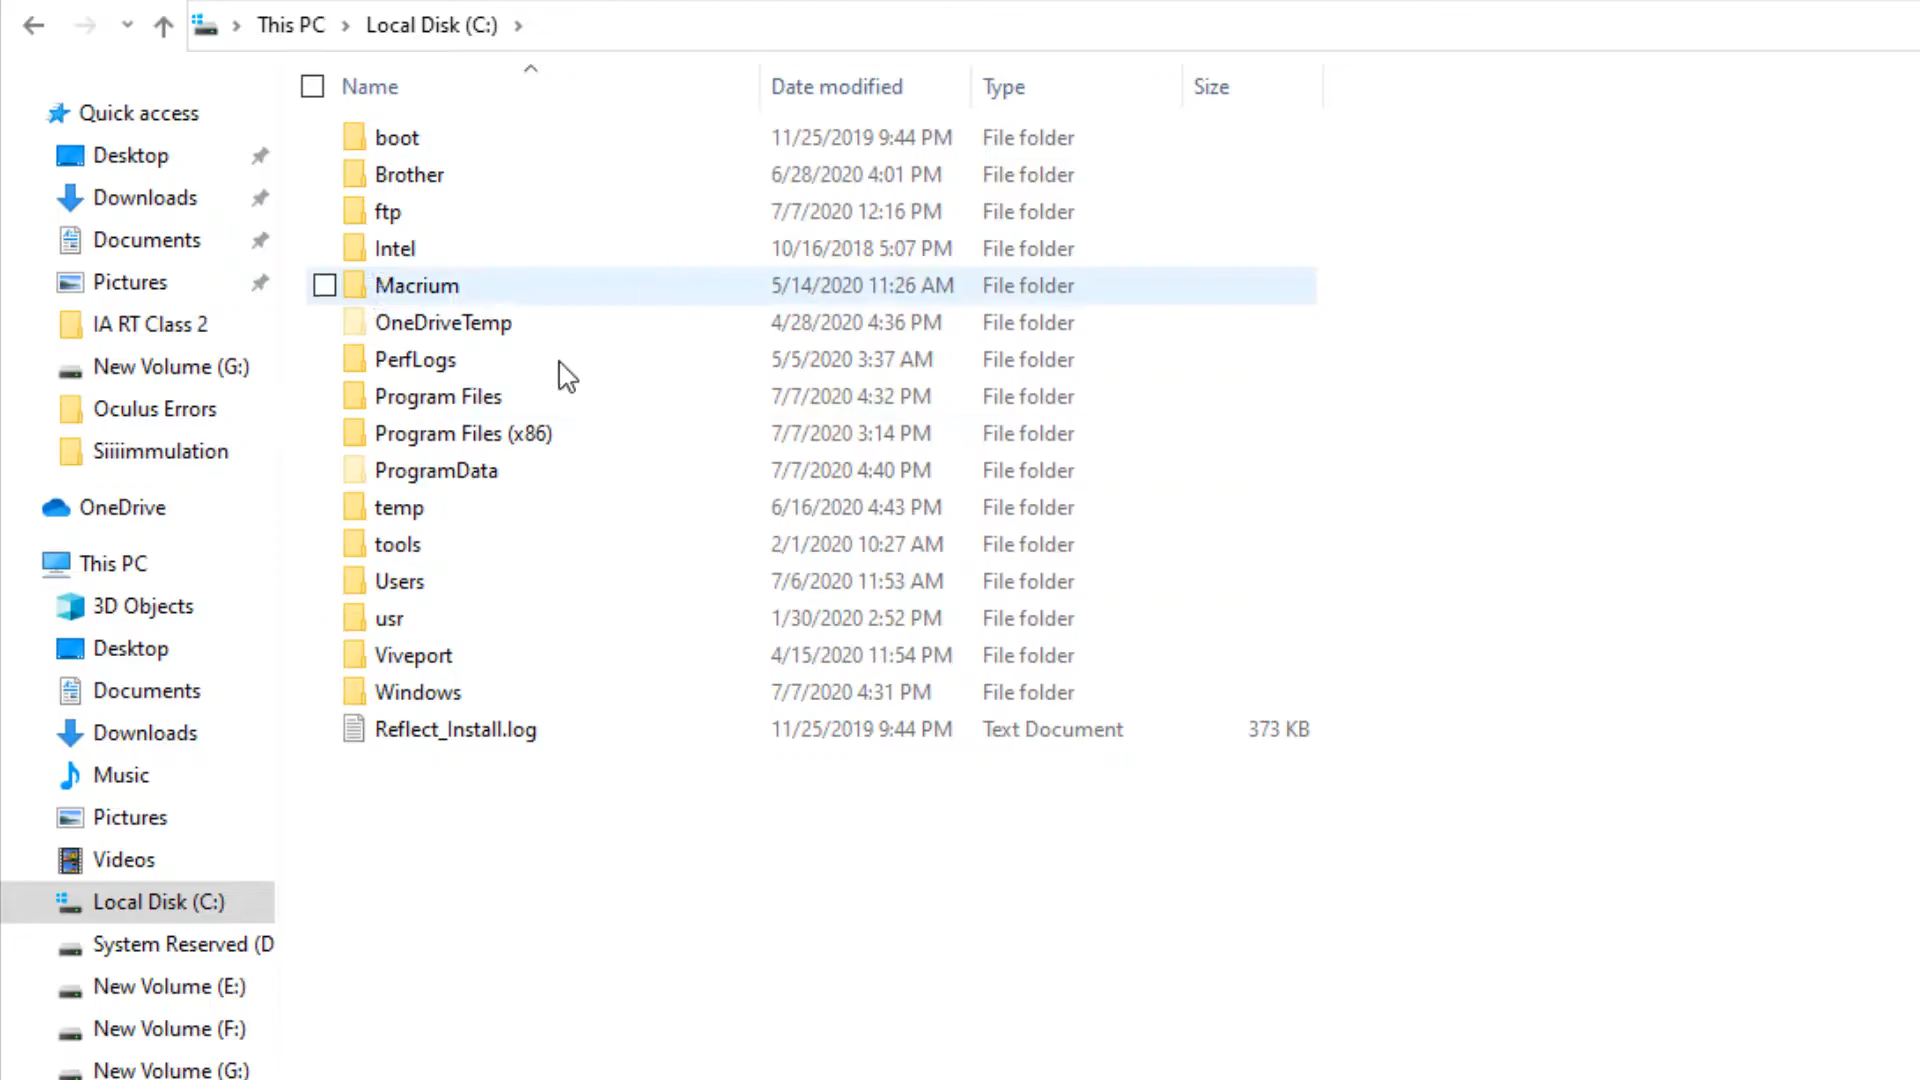 This PC
Local Disk (C:)
Name
Date modified
Type
Size
Quick access
Desktop
Downloads
Documents
Pictures
IA RT Class 2
New Volume (G:)
Oculus Errors
Siiiimmulation
OneDrive
This PC
3D Objects
Desktop
Documents
Downloads
Music
Pictures
Videos
Local Disk (C:)
System Reserved (D
New Volume (E:)
New Volume (F:)
New Volume (G:)
boot 11/25/2019 9:44 PM File folder
Brother 6/28/2020 4:01 PM File folder
ftp 7/7/2020 12:16 PM File folder
Intel 10/16/2018 5:07 PM File folder
Macrium 5/14/2020 11:26 AM File folder
OneDriveTemp 4/28/2020 4:36 PM File folder
PerfLogs 5/5/2020 3:37 AM File folder
Program Files 7/7/2020 4:32 PM File folder
Program Files (x86) 7/7/2020 3:14 PM File folder
ProgramData 7/7/2020 4:40 PM File folder
temp 6/16/2020 4:43 PM File folder
tools 2/1/2020 10:27 AM File folder
Users 7/6/2020 11:53 AM File folder
usr 1/30/2020 2:52 PM File folder
Viveport 4/15/2020 11:54 PM File folder
Windows 7/7/2020 4:31 PM File folder
Reflect_Install.log 11/25/2019 9:44 PM Text Document 373 KB